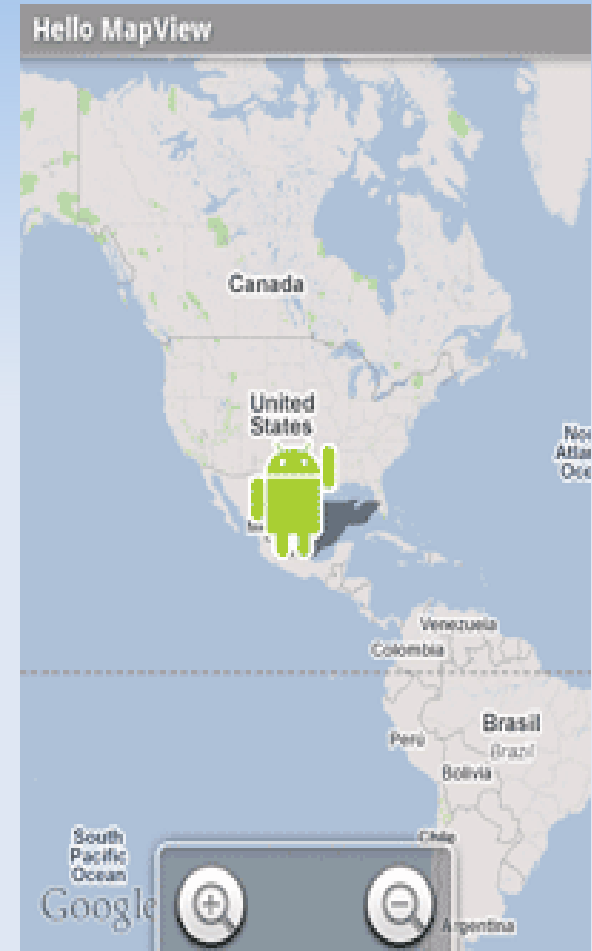 Hello MapView
Canada
United
States
Venezuela
Colombia
Perú
Brasil
Brazil
Bolivia
Chile
South
Pacific
Ocean
Google
Argentina